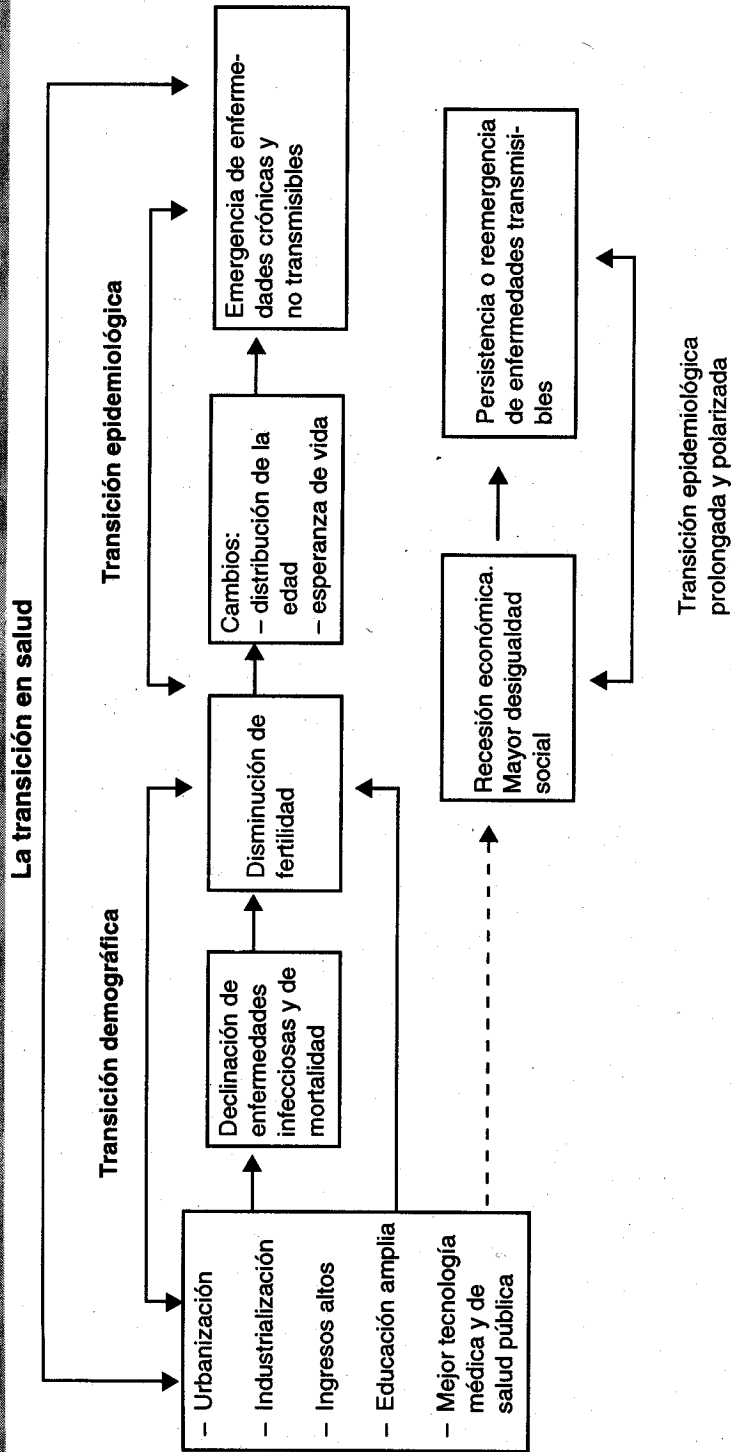 La transición en salud
Transición demográfica
Transición epidemiológica
– Urbanización
– Industrialización
– Ingresos altos
– Educación amplia
– Mejor tecnología
médica y de
salud pública
Declinación de
enfermedades
infecciosas y de
mortalidad
Disminución de
fertilidad
Cambios:
– distribución de la
edad
– esperanza de vida
Emergencia de enferme-
dades crónicas y
no transmisibles
Recesión económica.
Mayor desigualdad
social
Persistencia o reemergencia
de enfermedades transmisi-
bles
Transición epidemiológica
prolongada y polarizada